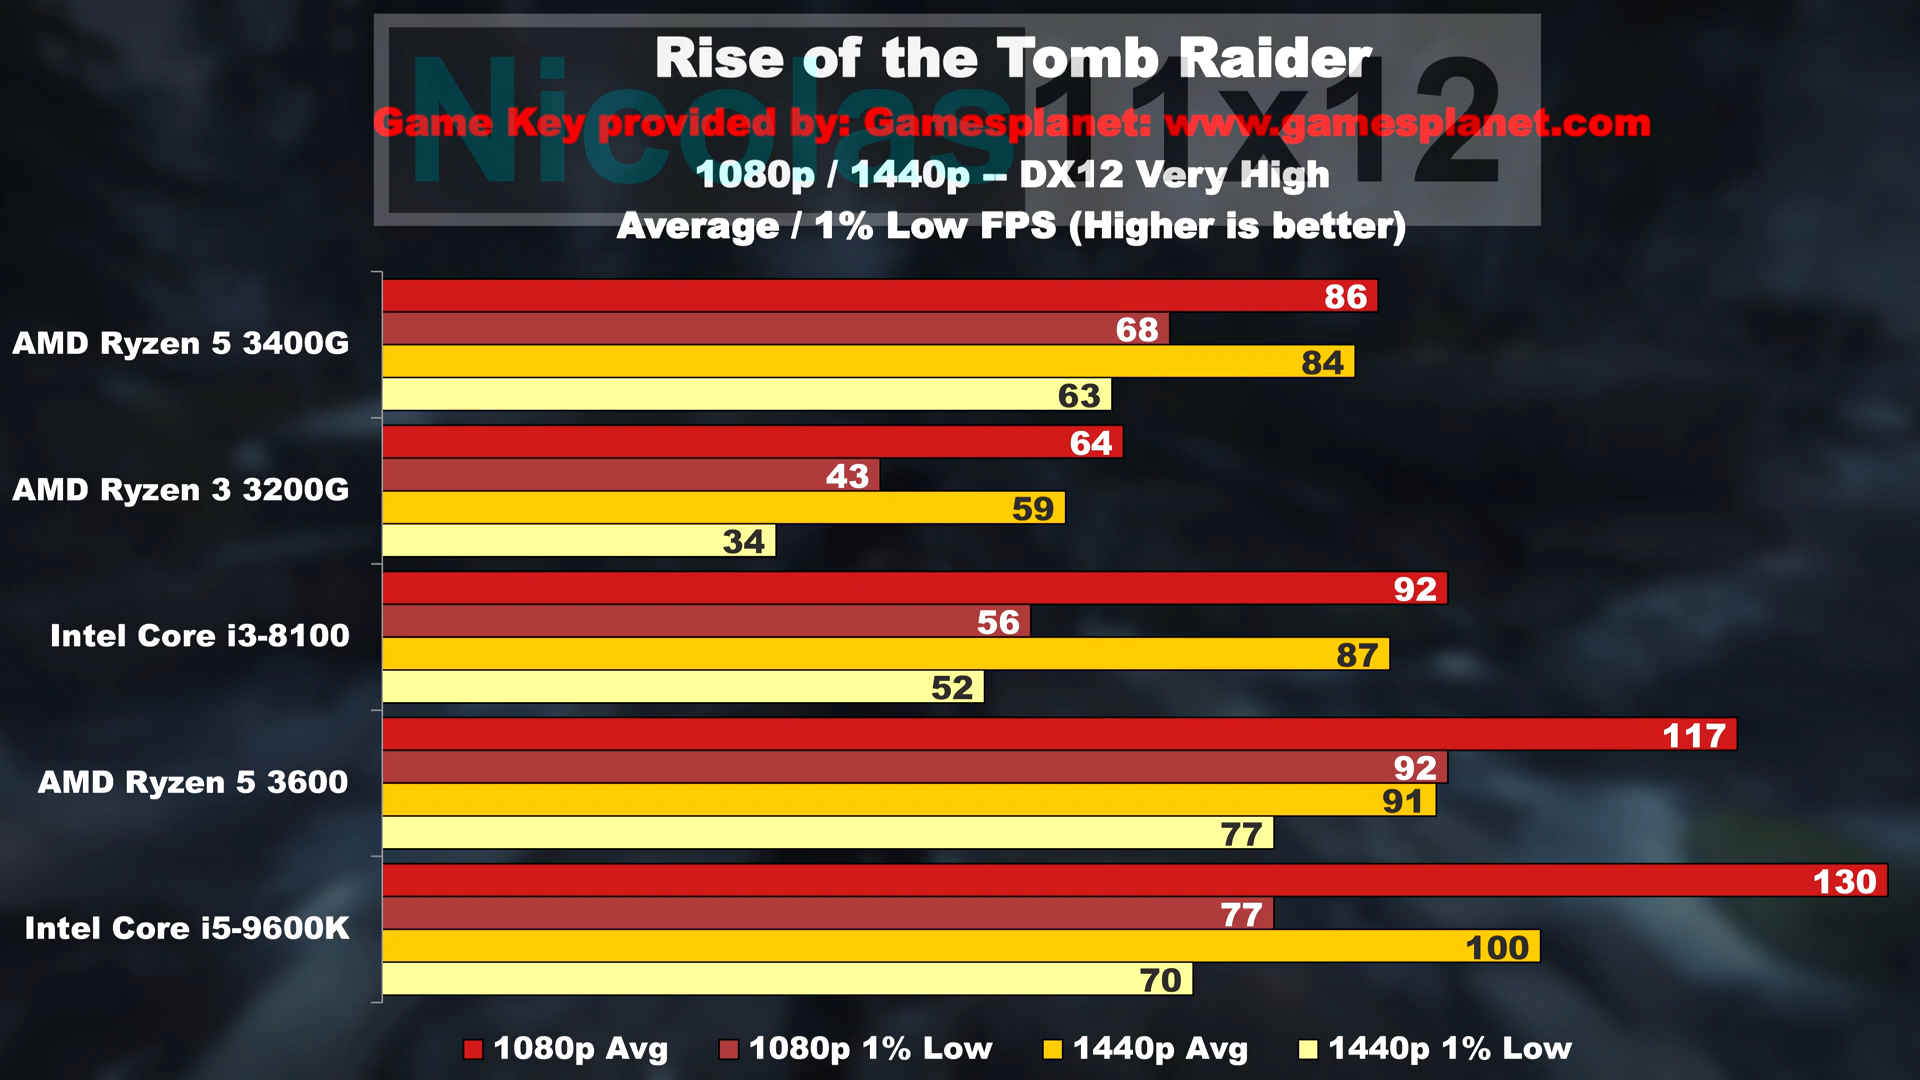 Rise of the Tomb Raider
Nicolas11x12
Game Key provided by: Gamesplanet: www.gamesplanet.com
1080p / 1440p -- DX12 Very High
Average / 1% Low FPS (Higher is better)
AMD Ryzen 5 3400G
86
68
84
63
AMD Ryzen 3 3200G
64
43
59
34
Intel Core i3-8100
92
56
87
52
AMD Ryzen 5 3600
117
92
91
77
Intel Core i5-9600K
130
77
100
70
1080p Avg 1080p 1% Low 1440p Avg 1440p 1% Low